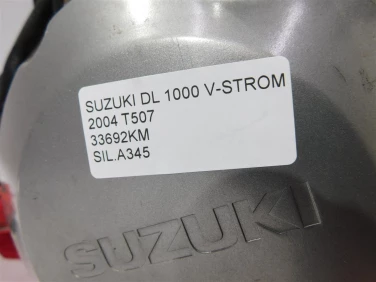 SUZUKI DL 1000 V-STROM
2004 T507
33692KM
SIL.A345
SUZUKI